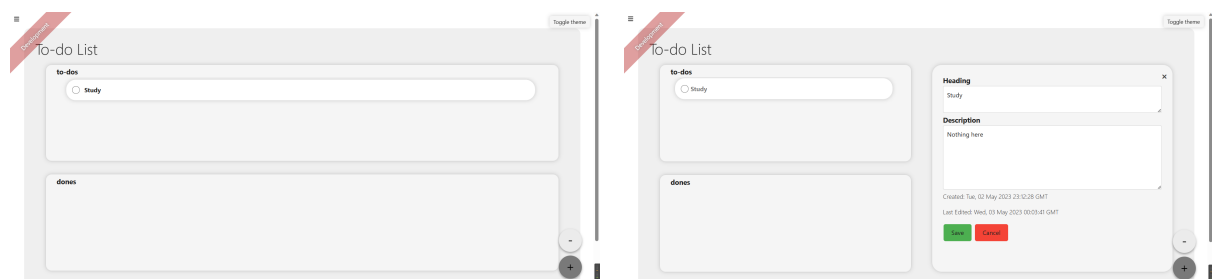 ≡
Toggle theme
Development
To-do List
to-dos
Study
dones
-
+
≡
Toggle theme
Development
To-do List
to-dos
Study
dones
×
Heading
Study
Description
Nothing here
Created: Tue, 02 May 2023 23:12:28 GMT
Last Edited: Wed, 03 May 2023 00:03:41 GMT
Save Cancel
-
+